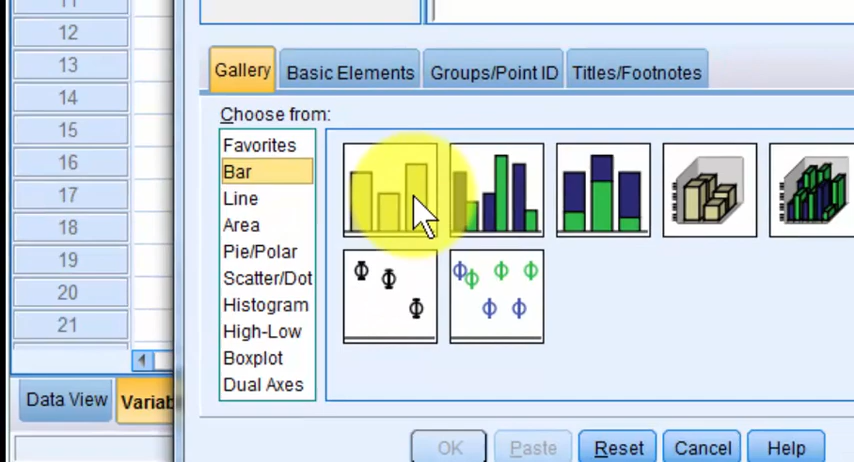 11
12
13
14
15
16
17
18
19
20
21
Data View
Variab
Gallery
Basic Elements
Groups/Point ID
Titles/Footnotes
Choose from:
Favorites
Bar
Line
Area
Pie/Polar
Scatter/Dot
Histogram
High-Low
Boxplot
Dual Axes
OK
Paste
Reset
Cancel
Help